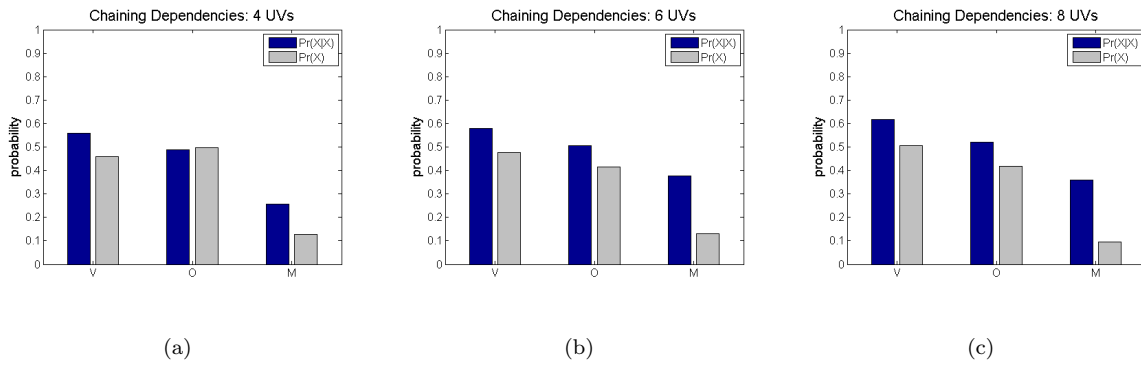 Chaining Dependencies: 4 UVs
1
0.9
0.8
0.7
0.6
0.5
0.4
0.3
0.2
0.1
0
probability
Pr(X|X)
Pr(X)
V O M
(a)
Chaining Dependencies: 6 UVs
1
0.9
0.8
0.7
0.6
0.5
0.4
0.3
0.2
0.1
0
probability
Pr(X|X)
Pr(X)
V O M
(b)
Chaining Dependencies: 8 UVs
1
0.9
0.8
0.7
0.6
0.5
0.4
0.3
0.2
0.1
0
probability
Pr(X|X)
Pr(X)
V O M
(c)